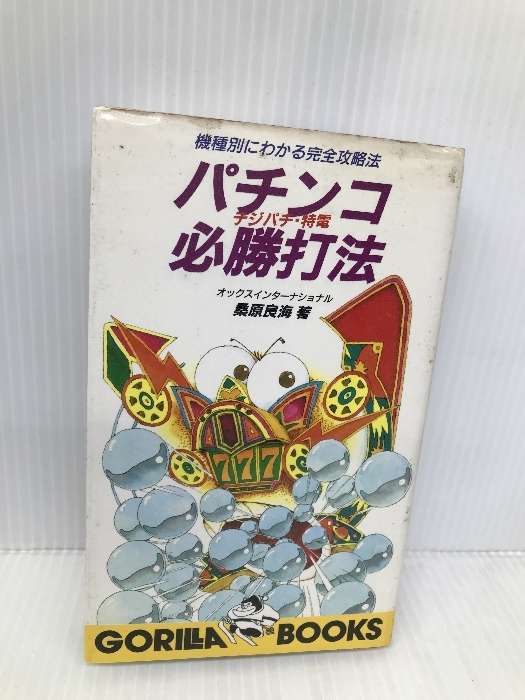 機種別にわかる完全攻略法
パチンコ
デジパチ・特電
必勝打法
オックスインターナショナル
桑原良海 著
777
GORILLA BOOKS